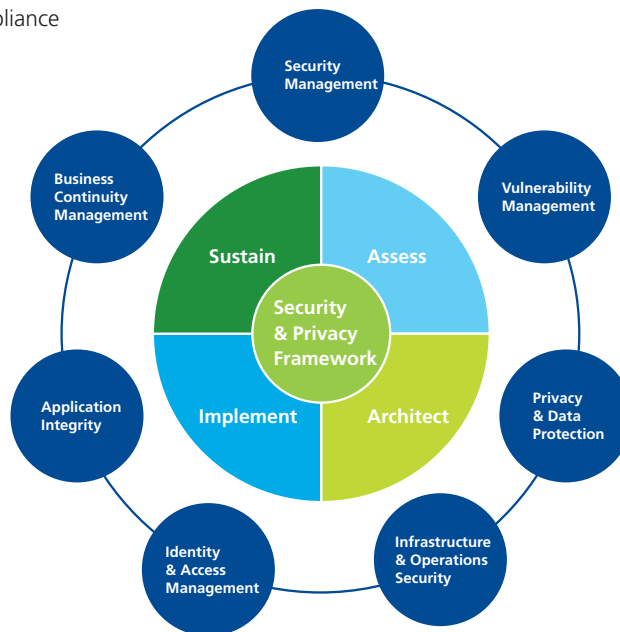 Security
Management
Business
Continuity
Management
Vulnerability
Management
Sustain
Assess
Security
& Privacy
Framework
Implement
Architect
Application
Integrity
Privacy
& Data
Protection
Identity
& Access
Management
Infrastructure
& Operations
Security